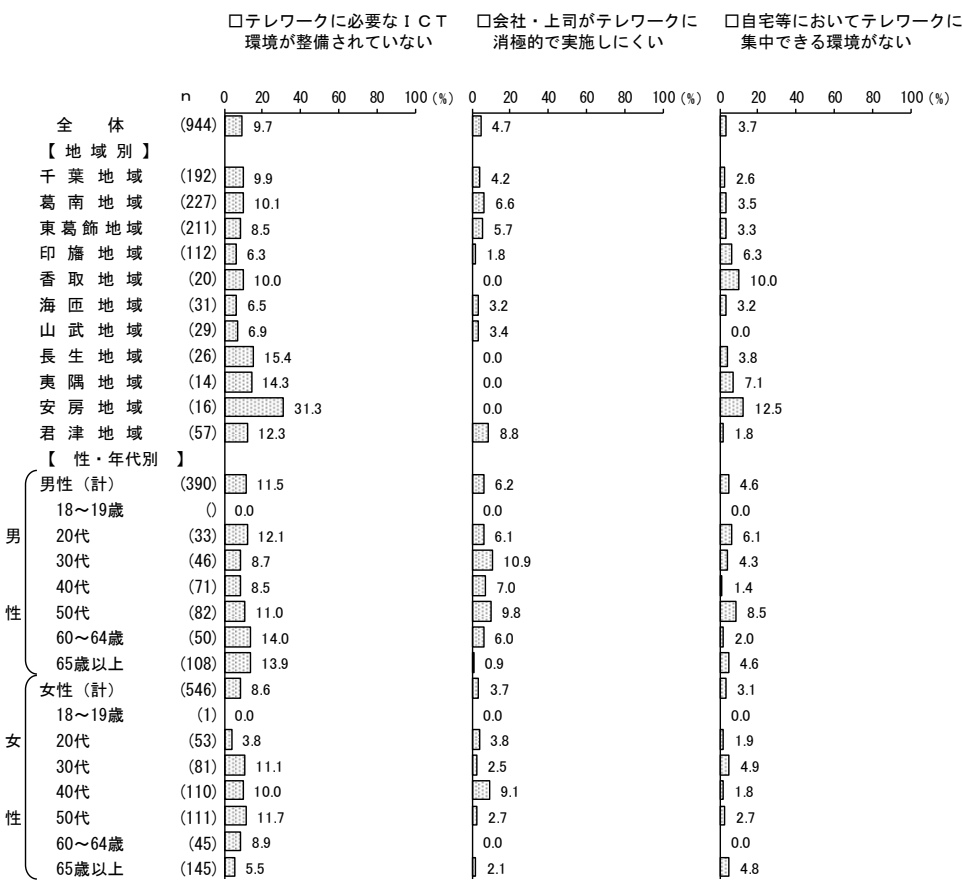 □テレワークに必要なＩＣＴ
環境が整備されていない
□会社・上司がテレワークに
消極的で実施しにくい
□自宅等においてテレワークに
集中できる環境がない
n 0 20 40 60 80 100 (%) 0 20 40 60 80 100 (%) 0 20 40 60 80 100 (%)
全 体 (944) 9.7 4.7 3.7
【 地 域 別 】
千 葉 地 域 (192) 9.9 4.2 2.6
葛 南 地 域 (227) 10.1 6.6 3.5
東 葛 飾 地 域 (211) 8.5 5.7 3.3
印 旛 地 域 (112) 6.3 1.8 6.3
香 取 地 域 (20) 10.0 0.0 10.0
海 匝 地 域 (31) 6.5 3.2 3.2
山 武 地 域 (29) 6.9 3.4 0.0
長 生 地 域 (26) 15.4 0.0 3.8
夷 隅 地 域 (14) 14.3 0.0 7.1
安 房 地 域 (16) 31.3 0.0 12.5
君 津 地 域 (57) 12.3 8.8 1.8
【 性・年代別 】
男性（計） (390) 11.5 6.2 4.6
18～19歳 () 0.0 0.0 0.0
男 20代 (33) 12.1 6.1 6.1
30代 (46) 8.7 10.9 4.3
40代 (71) 8.5 7.0 1.4
性 50代 (82) 11.0 9.8 8.5
60～64歳 (50) 14.0 6.0 2.0
65歳以上 (108) 13.9 0.9 4.6
女性（計） (546) 8.6 3.7 3.1
18～19歳 (1) 0.0 0.0 0.0
女 20代 (53) 3.8 3.8 1.9
30代 (81) 11.1 2.5 4.9
40代 (110) 10.0 9.1 1.8
性 50代 (111) 11.7 2.7 2.7
60～64歳 (45) 8.9 0.0 0.0
65歳以上 (145) 5.5 2.1 4.8